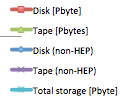 Disk [Pbyte]
Tape [Pbytes]
Disk (non-HEP)
Tape (non-HEP)
Total storage [Pbyte]